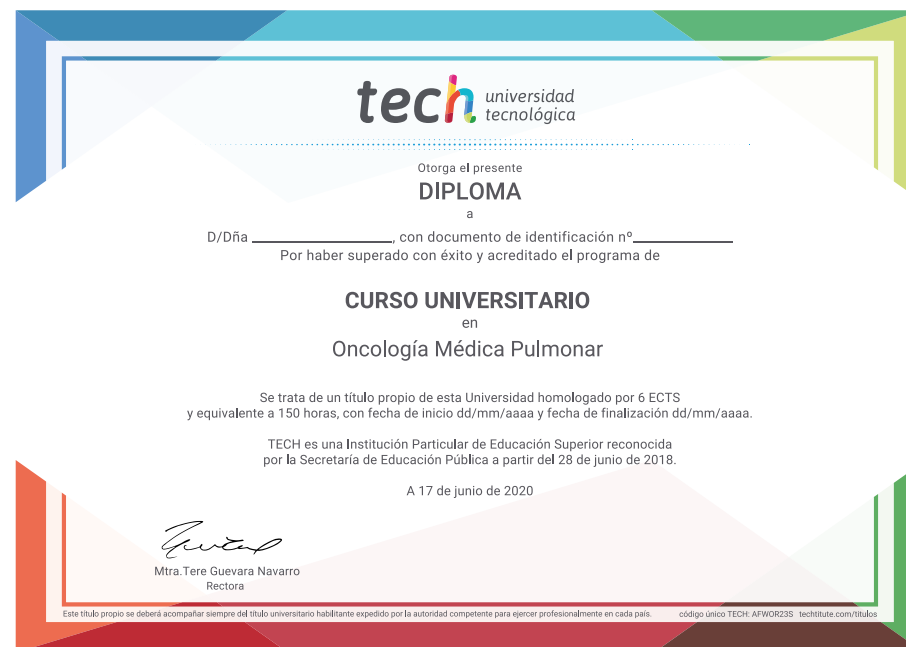 tech universidad
tecnológica
Otorga el presente
DIPLOMA
a
D/Dña ____________________, con documento de identificación nº______________
Por haber superado con éxito y acreditado el programa de
CURSO UNIVERSITARIO
en
Oncología Médica Pulmonar
Se trata de un título propio de esta Universidad homologado por 6 ECTS
y equivalente a 150 horas, con fecha de inicio dd/mm/aaaa y fecha de finalización dd/mm/aaaa.
TECH es una Institución Particular de Educación Superior reconocida
por la Secretaría de Educación Pública a partir del 28 de junio de 2018.
A 17 de junio de 2020
Mtra.Tere Guevara Navarro
Rectora
Este título propio se deberá acompañar siempre del título universitario habilitante expedido por la autoridad competente para ejercer profesionalmente en cada país. código único TECH: AFWOR23S techtitute.com/títulos